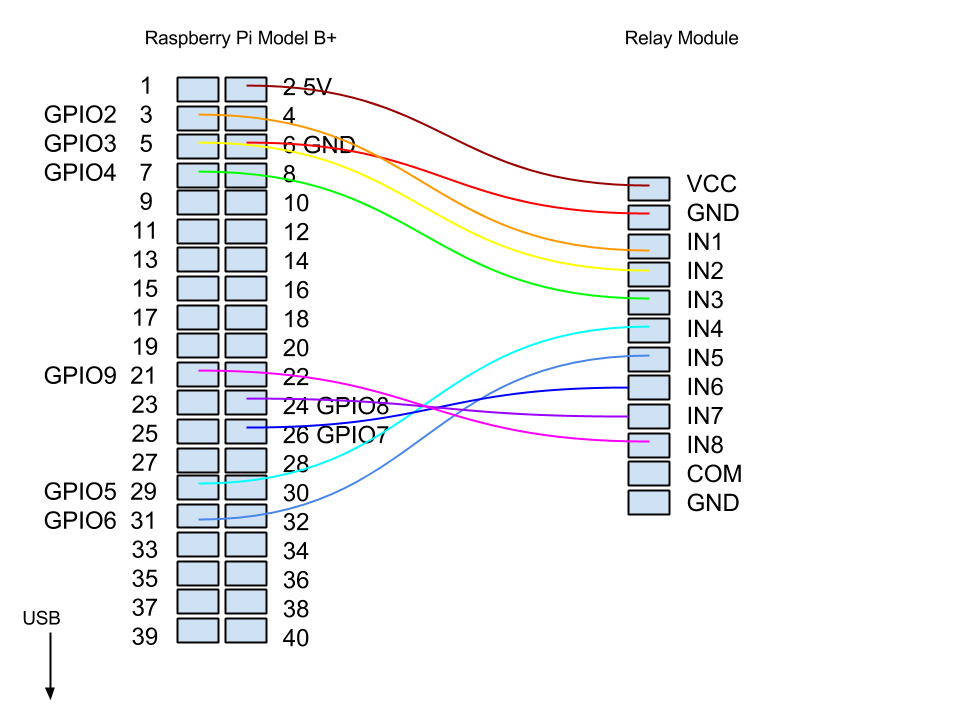 Raspberry Pi Model B+
Relay Module
1
2 5V
GPIO2 3
4
GPIO3 5
6 GND
GPIO4 7
8
9
10
11
12
13
14
15
16
17
18
19
20
GPIO9 21
22
23
24 GPIO8
25
26 GPIO7
27
28
GPIO5 29
30
GPIO6 31
32
33
34
35
36
37
38
39
40
VCC
GND
IN1
IN2
IN3
IN4
IN5
IN6
IN7
IN8
COM
GND
USB